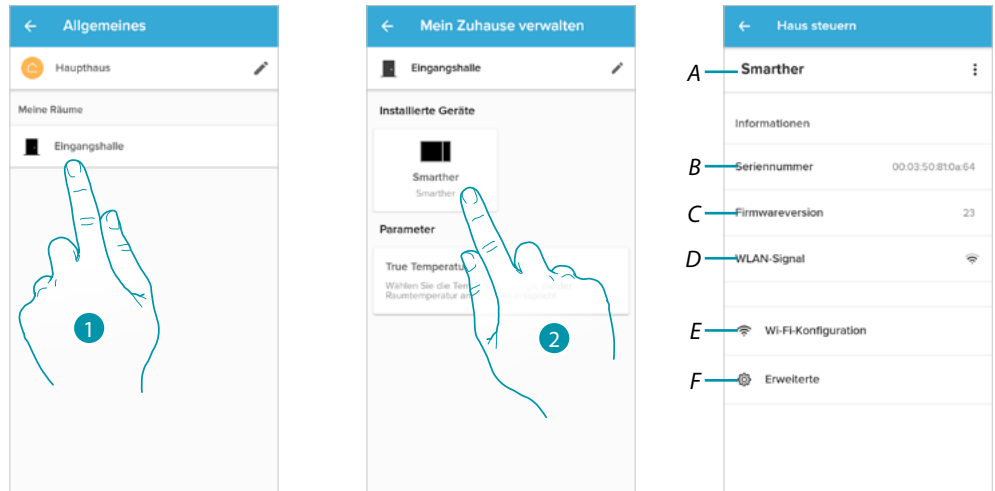 Allgemeines
Haupthaus
Meine Räume
Eingangshalle
1
Mein Zuhause verwalten
Eingangshalle
Installierte Geräte
Smarther
Smarther
Parameter
True Temperatu
Wählen Sie die Tem
Raumtemperatur an
2
Haus steuern
A
Smarther
Informationen
B
Seriennummer 00:03:50:81:0a:64
C
Firmwareversion 23
D
WLAN-Signal
E
Wi-Fi-Konfiguration
F
Erweiterte